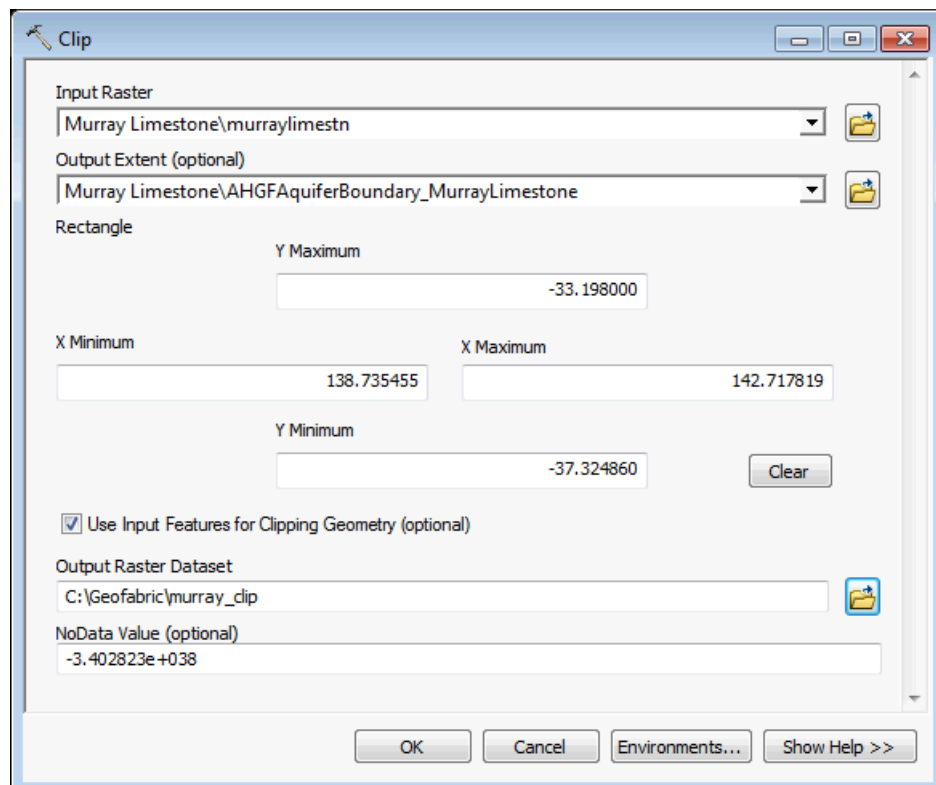 Clip
Input Raster
Murray Limestone\murraylimestn
Output Extent (optional)
Murray Limestone\AHGFAquiferBoundary_MurrayLimestone
Rectangle
Y Maximum
-33.198000
X Minimum
X Maximum
138.735455
142.717819
Y Minimum
-37.324860
Clear
Use Input Features for Clipping Geometry (optional)
Output Raster Dataset
C:\Geofabric\murray_clip
NoData Value (optional)
-3.402823e+038
OK
Cancel
Environments...
Show Help >>